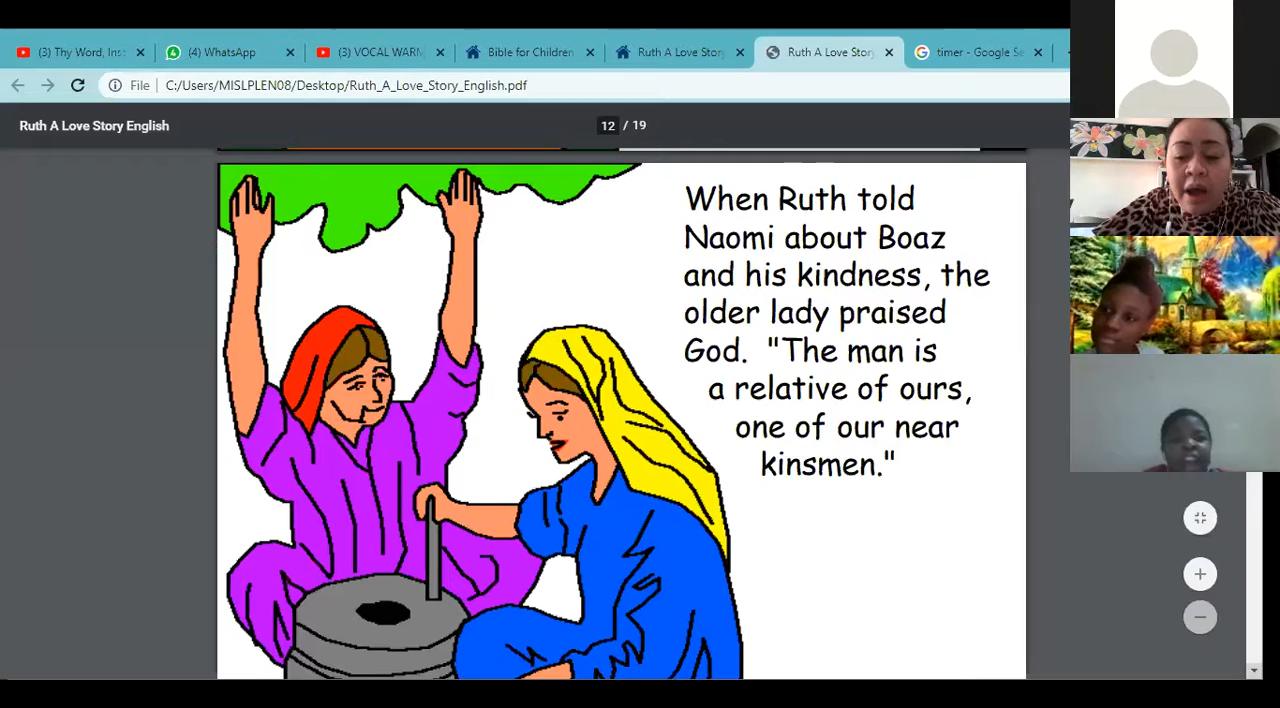 (3) Thy Word, Ins
4 (4) WhatsApp
(3) VOCAL WARM
Bible for Children
Ruth A Love Story
Ruth A Love Story
timer - Google Se
File C:/Users/MISLPLEN08/Desktop/Ruth_A_Love_Story_English.pdf
Ruth A Love Story English
12 / 19
When Ruth told
Naomi about Boaz
and his kindness, the
older lady praised
God. "The man is
a relative of ours,
one of our near
kinsmen."